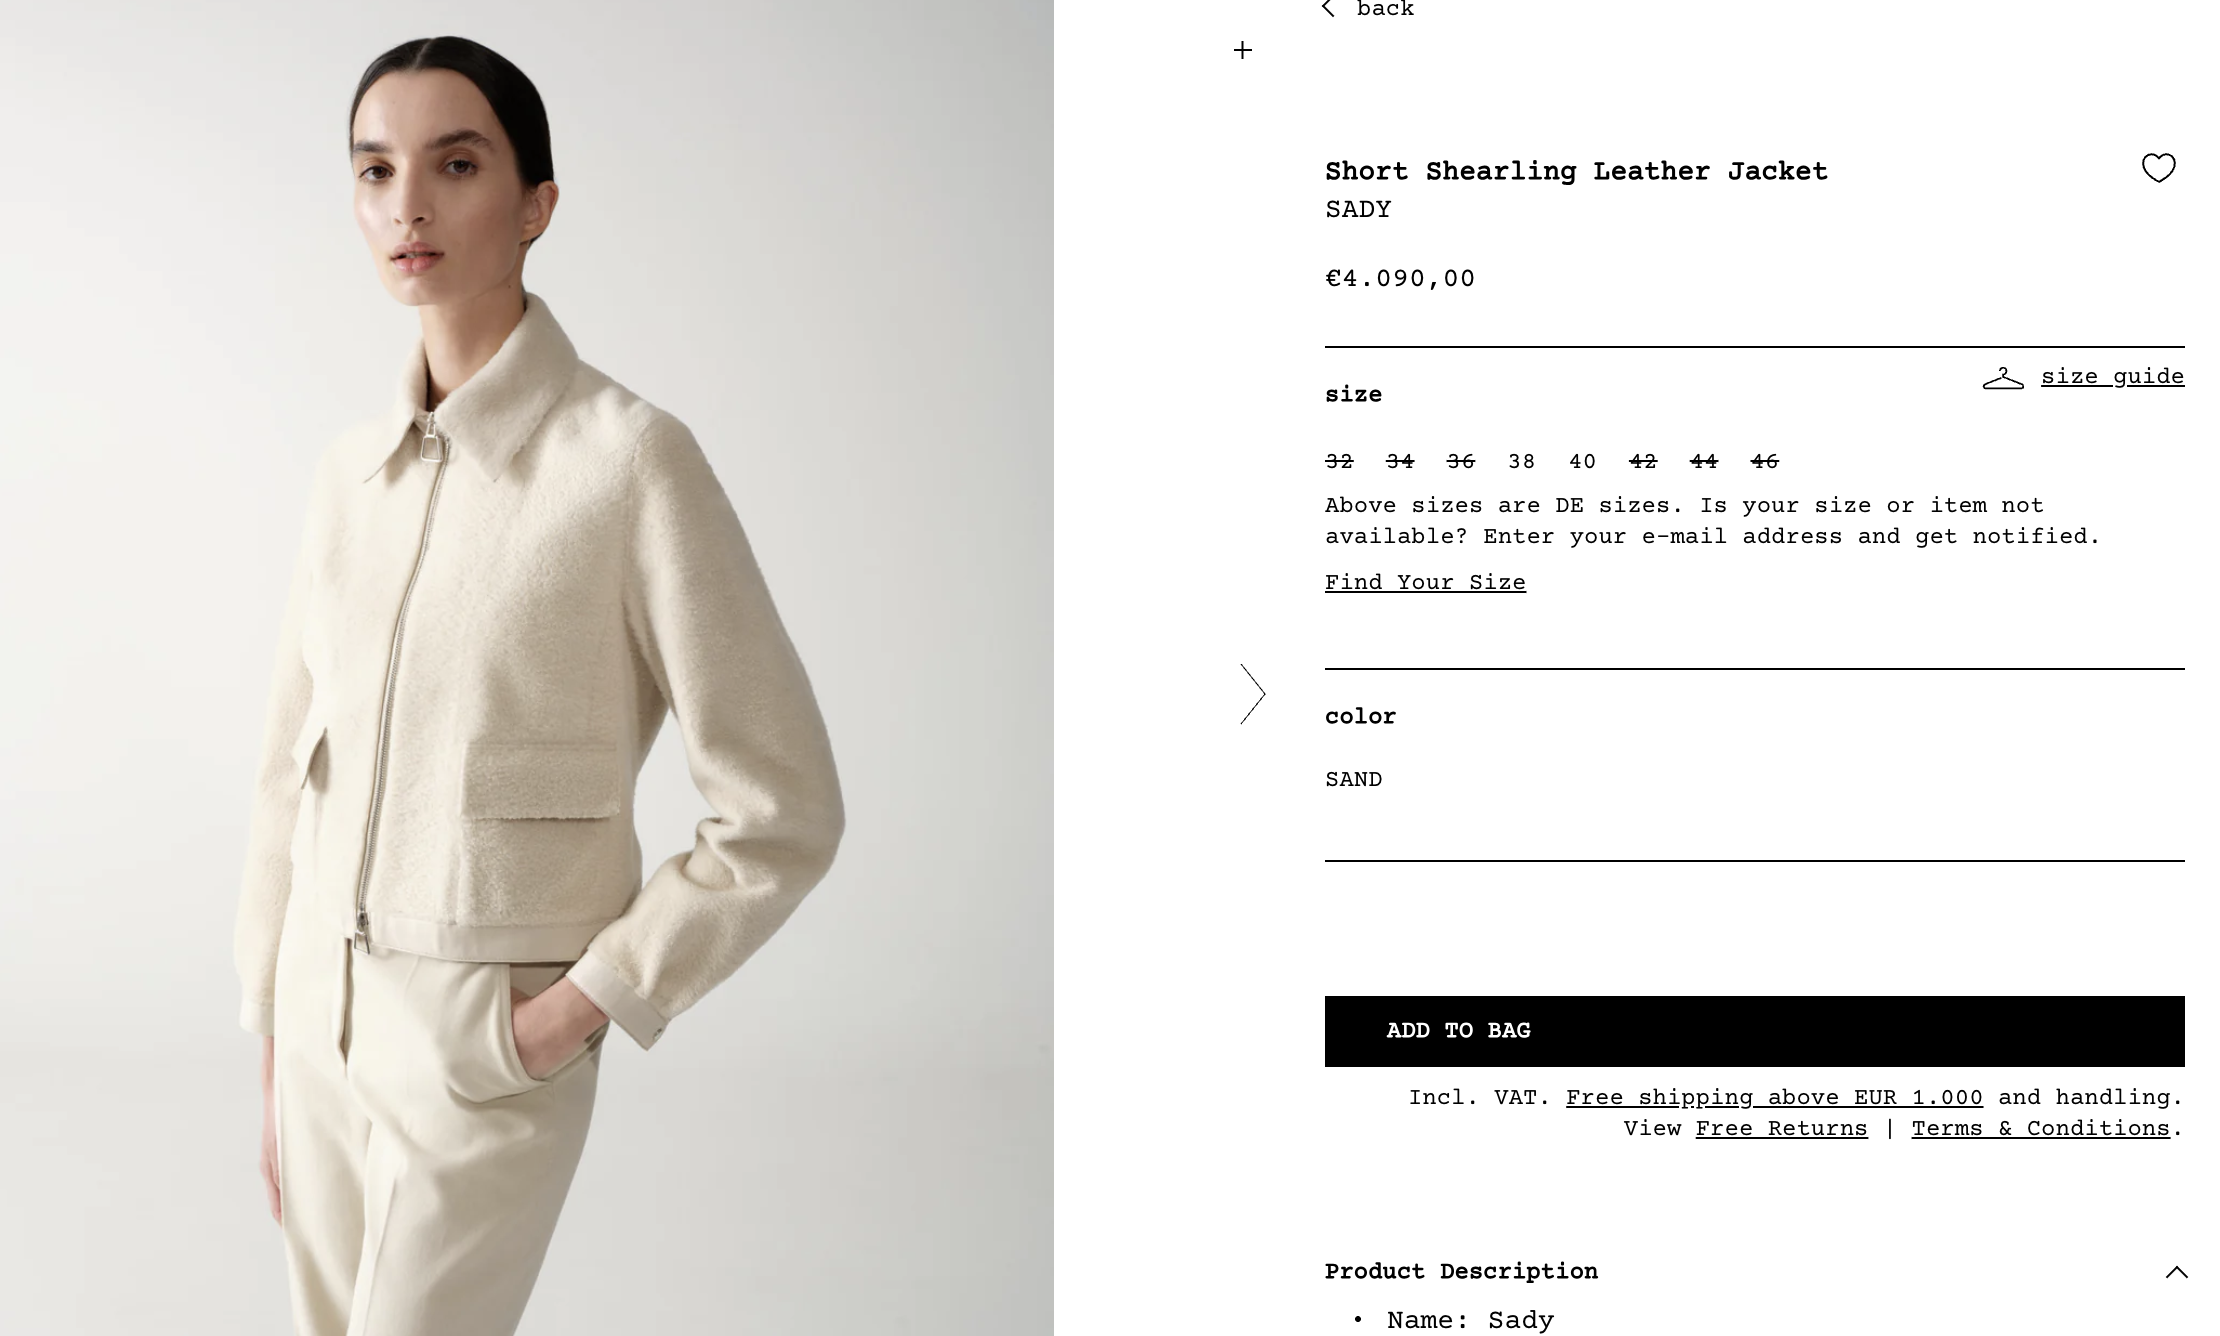 back
Short Shearling Leather Jacket
SADY
€4.090,00
size guide
size
32 34 36 38 40 42 44 46
Above sizes are DE sizes. Is your size or item not
available? Enter your e-mail address and get notified.
Find Your Size
color
SAND
ADD TO BAG
Incl. VAT. Free shipping above EUR 1.000 and handling.
View Free Returns | Terms & Conditions.
Product Description
• Name: Sady